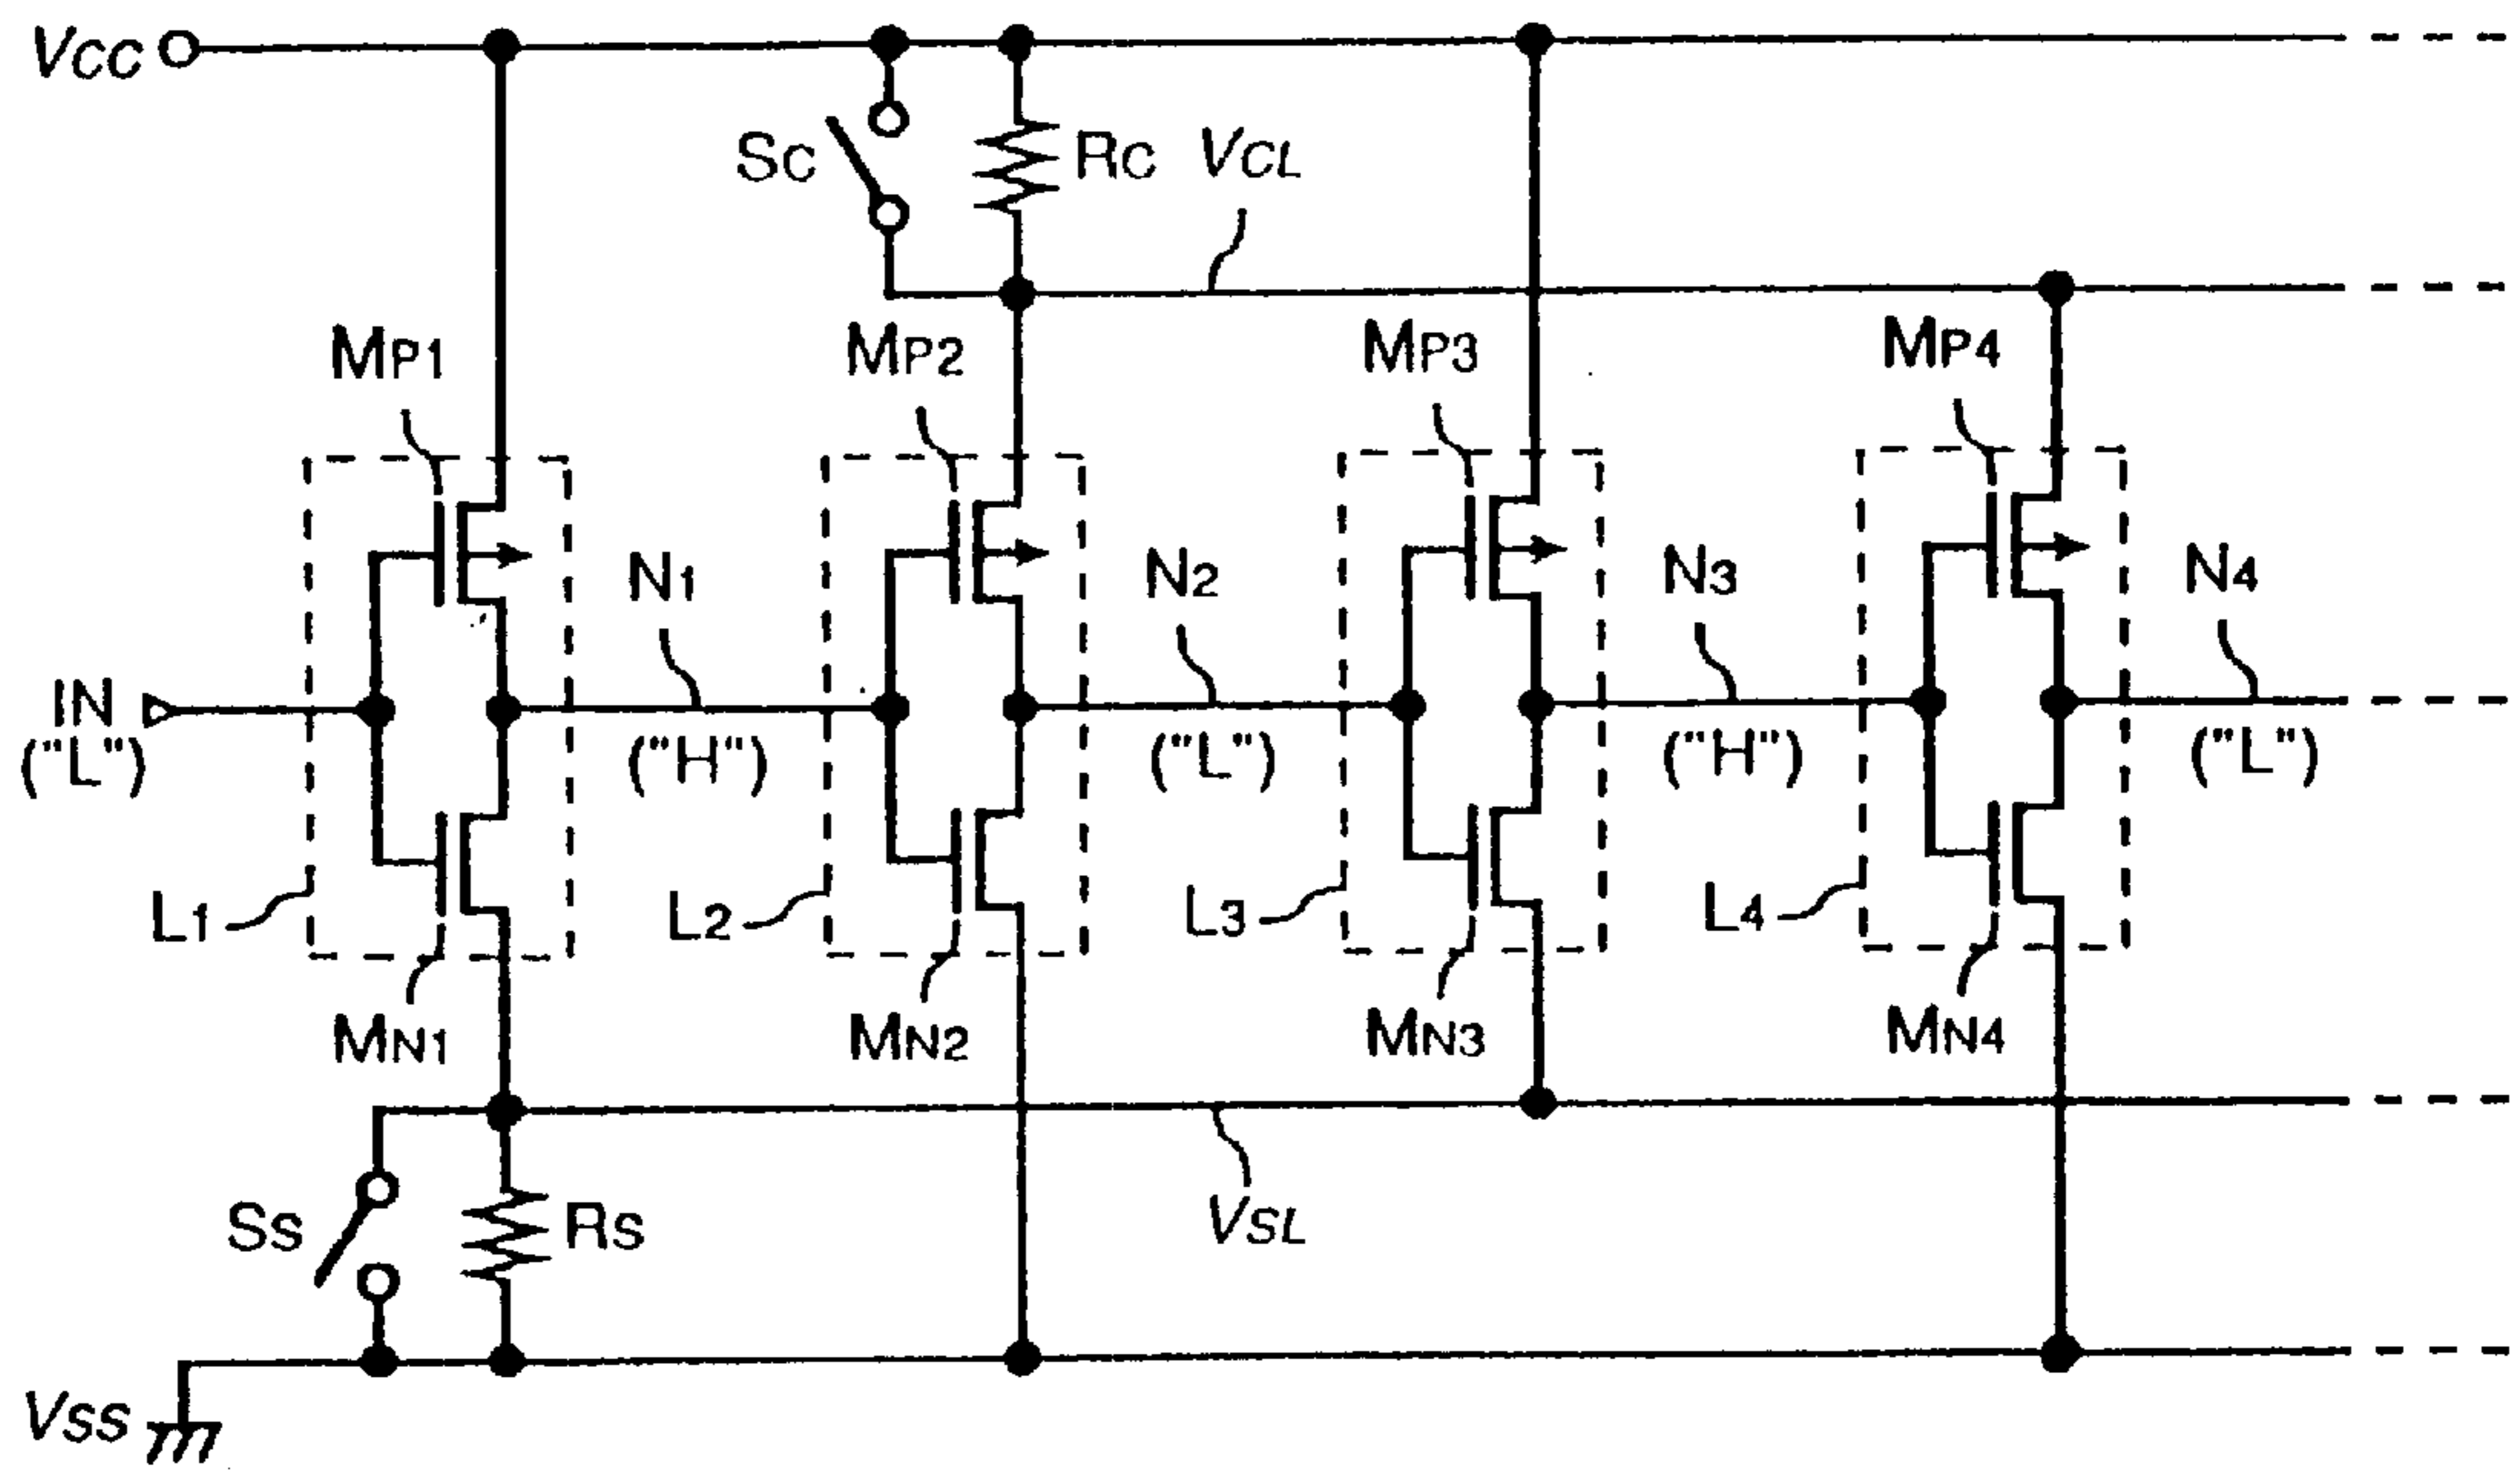 VCC
SC
RC
VCL
MP1
MP2
MP3
MP4
N1
N2
N3
N4
IN
("L")
("H")
("L")
("H")
("L")
L1
L2
L3
L4
MN1
MN2
MN3
MN4
SS
RS
VSL
VSS